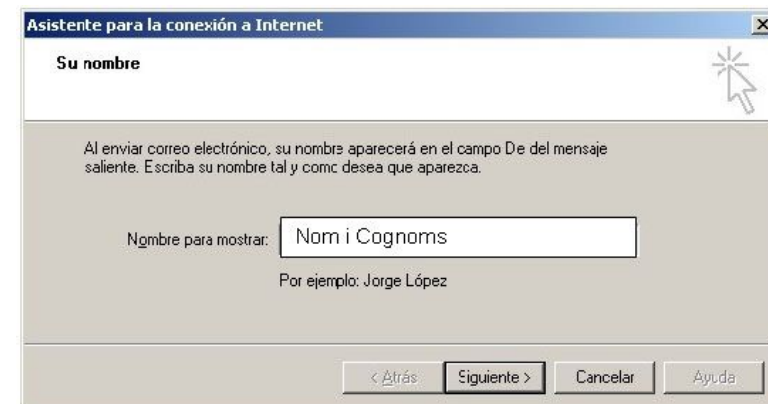 Asistente para la conexión a Internet
Su nombre
Al enviar correo electrónico, su nombre aparecerá en el campo De del mensaje
saliente. Escriba su nombre tal y como desea que aparezca.
Nombre para mostrar: Nom i Cognoms
Por ejemplo: Jorge López
< Atrás Siguiente > Cancelar Ayuda